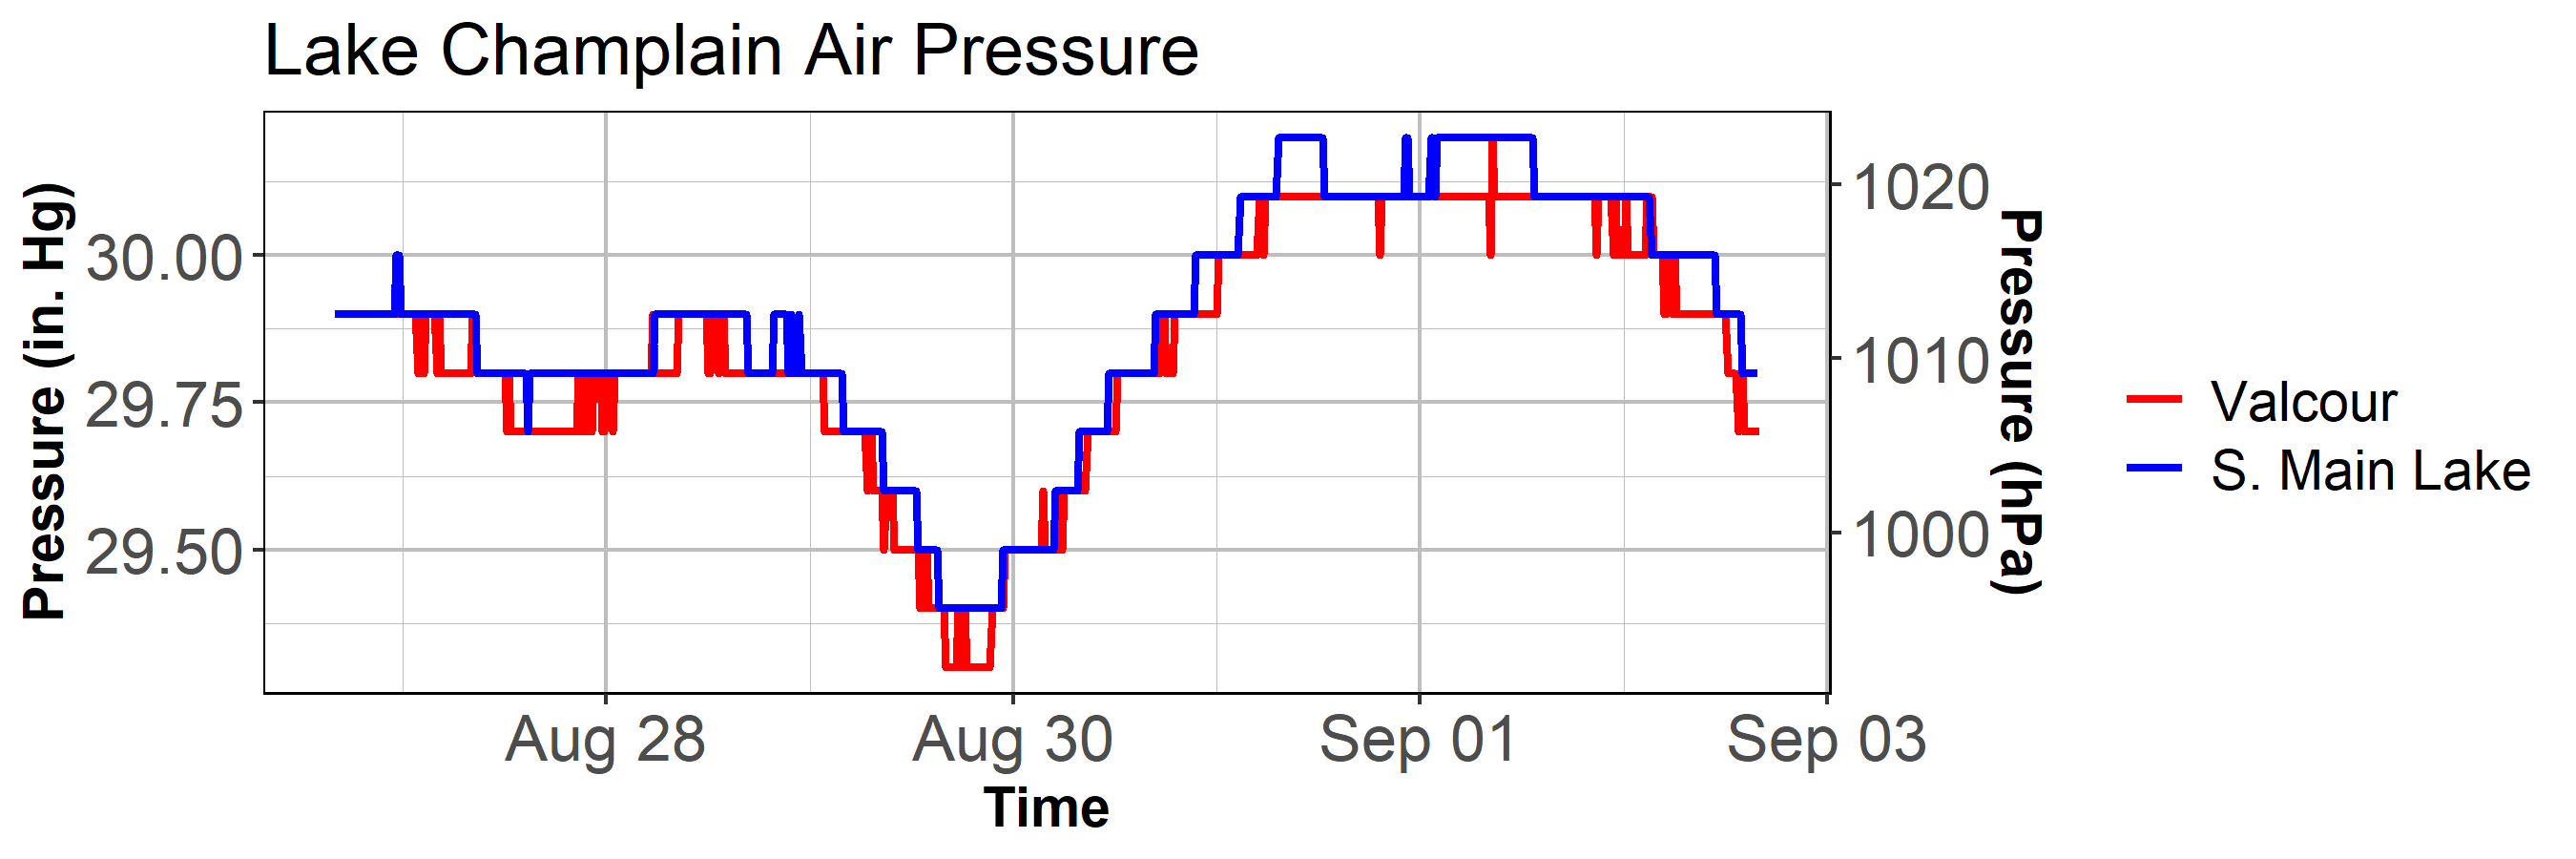 Lake Champlain Air Pressure
Pressure (in. Hg)
30.00
29.75
29.50
1020
1010
1000
Pressure (hPa)
Aug 28
Aug 30
Sep 01
Sep 03
Time
Valcour
S. Main Lake